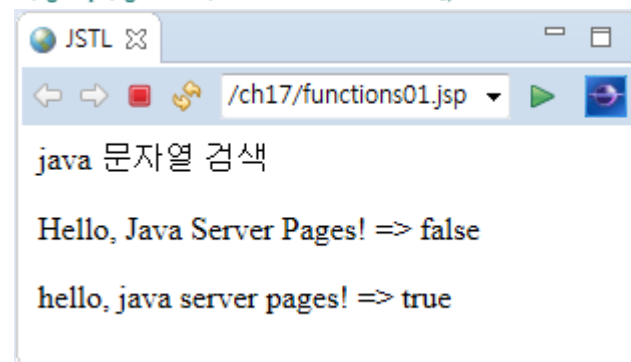 JSTL
/ch17/functions01.jsp
java 문자열 검색
Hello, Java Server Pages! => false
hello, java server pages! => true